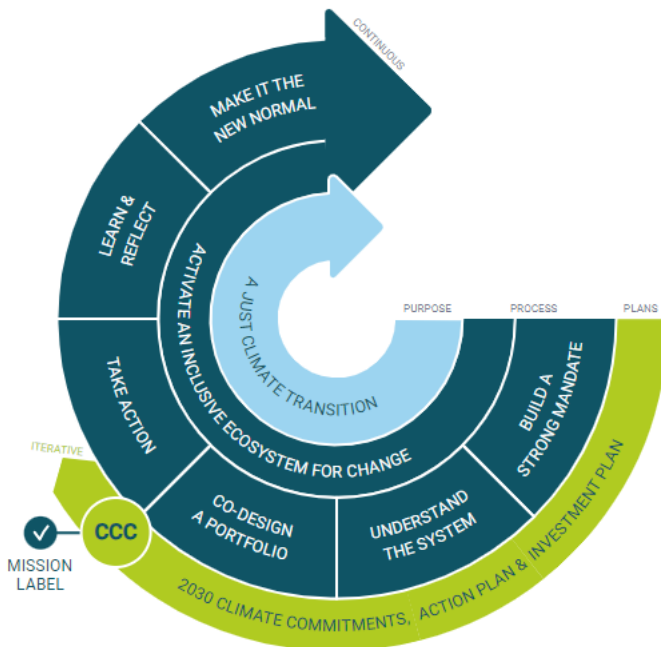 CONTINUOUS
MAKE IT THE
NEW NORMAL
LEARN &
REFLECT
ACTIVATE AN INCLUSIVE ECOSYSTEM FOR CHANGE
A JUST CLIMATE TRANSITION
PURPOSE
PROCESS
PLANS
TAKE ACTION
BUILD A
STRONG MANDATE
ITERATIVE
CO-DESIGN
A PORTFOLIO
UNDERSTAND
THE SYSTEM
CCC
MISSION
LABEL
2030 CLIMATE COMMITMENTS, ACTION PLAN & INVESTMENT PLAN